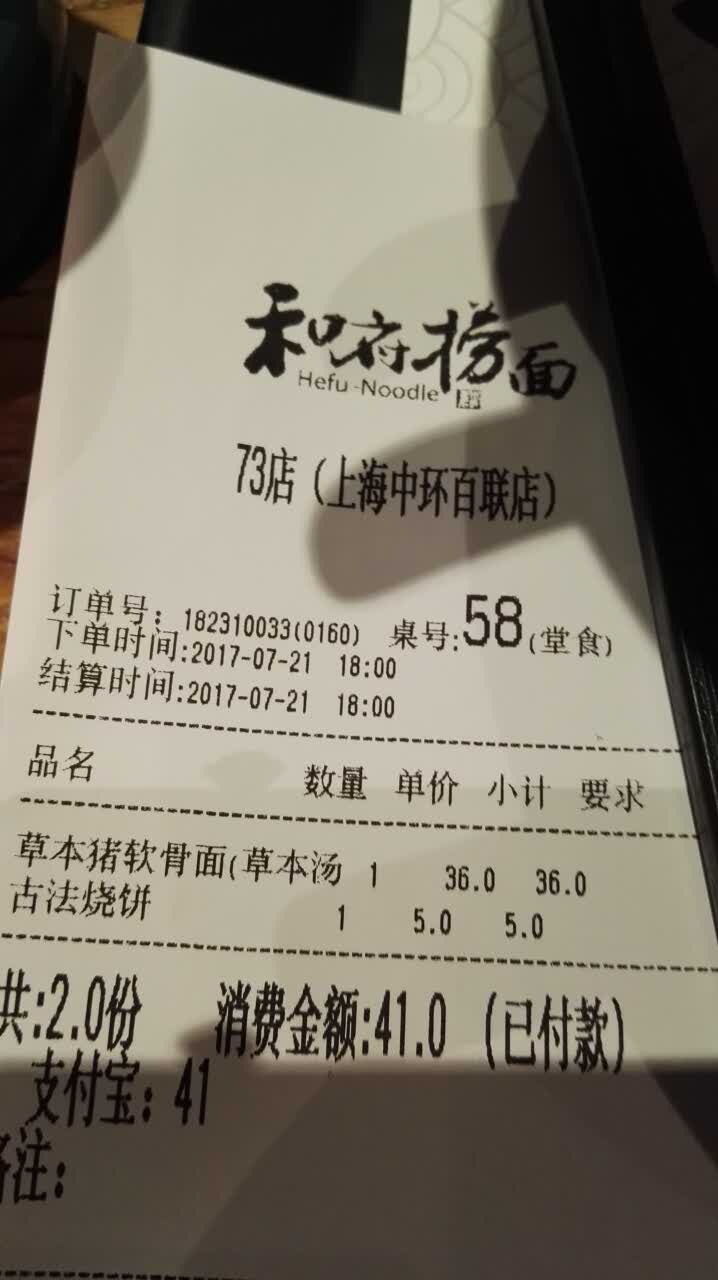 和府捞面
Hefu-Noodle
73店（上海中环百联店）
订单号：182310033(0160) 桌号:58(堂食)
下单时间:2017-07-21 18:00
结算时间:2017-07-21 18:00
品名 数量 单价 小计 要求
草本猪软骨面(草本汤 1 36.0 36.0
古法烧饼 1 5.0 5.0
共:2.0份 消费金额:41.0 (已付款)
支付宝: 41
备注: